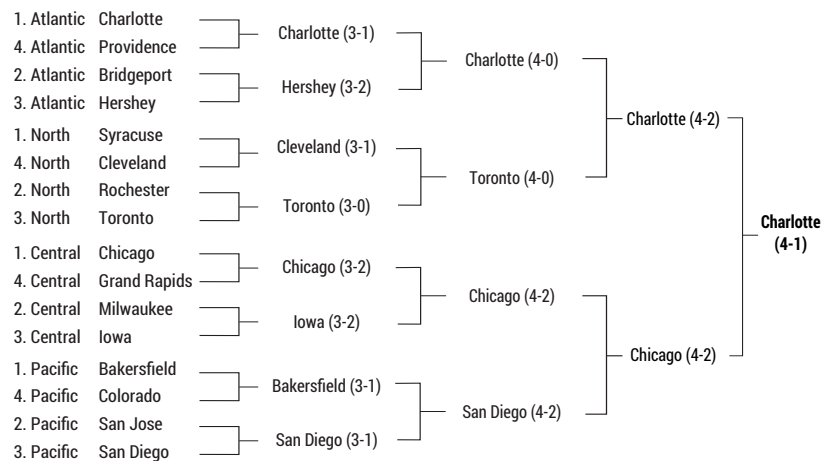 1. Atlantic Charlotte
4. Atlantic Providence
2. Atlantic Bridgeport
3. Atlantic Hershey
1. North Syracuse
4. North Cleveland
2. North Rochester
3. North Toronto
1. Central Chicago
4. Central Grand Rapids
2. Central Milwaukee
3. Central Iowa
1. Pacific Bakersfield
4. Pacific Colorado
2. Pacific San Jose
3. Pacific San Diego
Charlotte (3-1)
Hershey (3-2)
Cleveland (3-1)
Toronto (3-0)
Chicago (3-2)
Iowa (3-2)
Bakersfield (3-1)
San Diego (3-1)
Charlotte (4-0)
Toronto (4-0)
Chicago (4-2)
San Diego (4-2)
Charlotte (4-2)
Chicago (4-2)
Charlotte
(4-1)